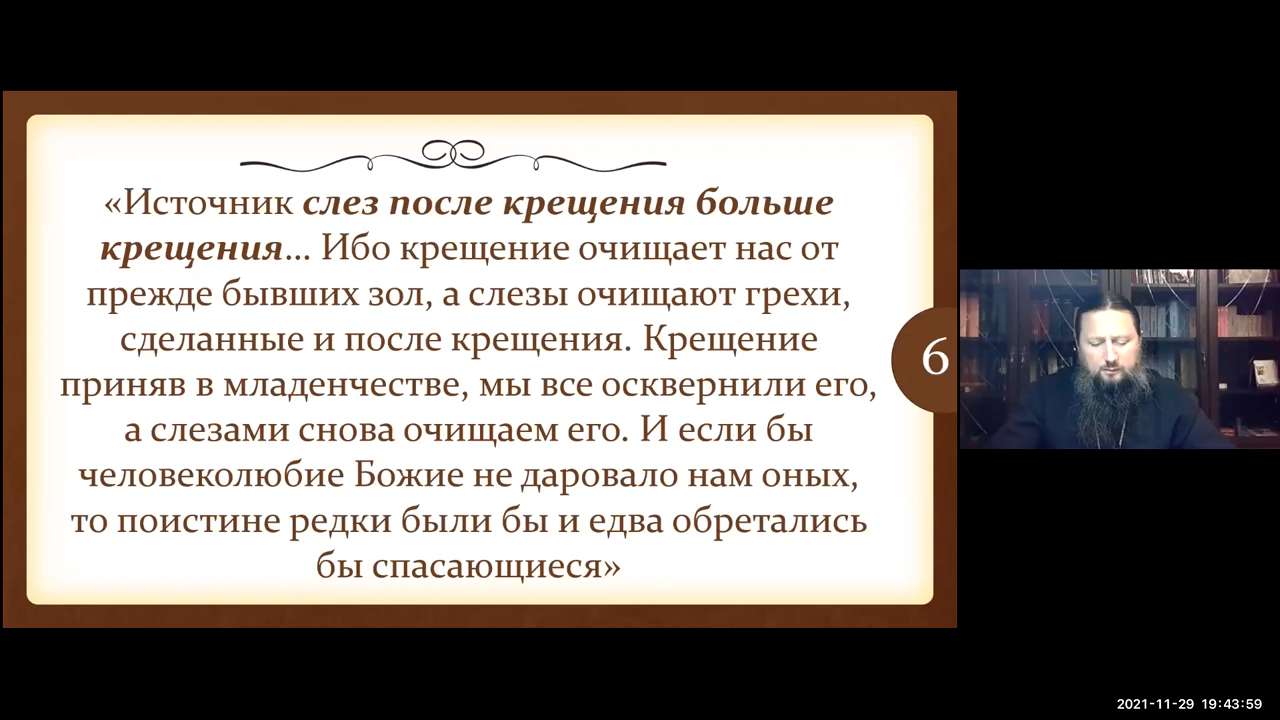 «Источник слез после крещения больше
крещения... Ибо крещение очищает нас от
прежде бывших зол, а слезы очищают грехи,
сделанные и после крещения. Крещение
приняв в младенчестве, мы все осквернили его,
а слезами снова очищаем его. И если бы
человеколюбие Божие не даровало нам оных,
то поистине редки были бы и едва обретались
бы спасающиеся»
6
2021-11-29 19:43:59